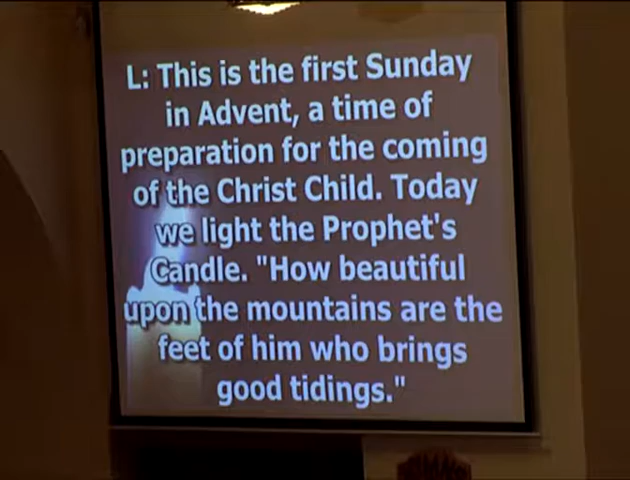 L: This is the first Sunday
in Advent, a time of
preparation for the coming
of the Christ Child. Today
we light the Prophet's
Candle. "How beautiful
upon the mountains are the
feet of him who brings
good tidings."